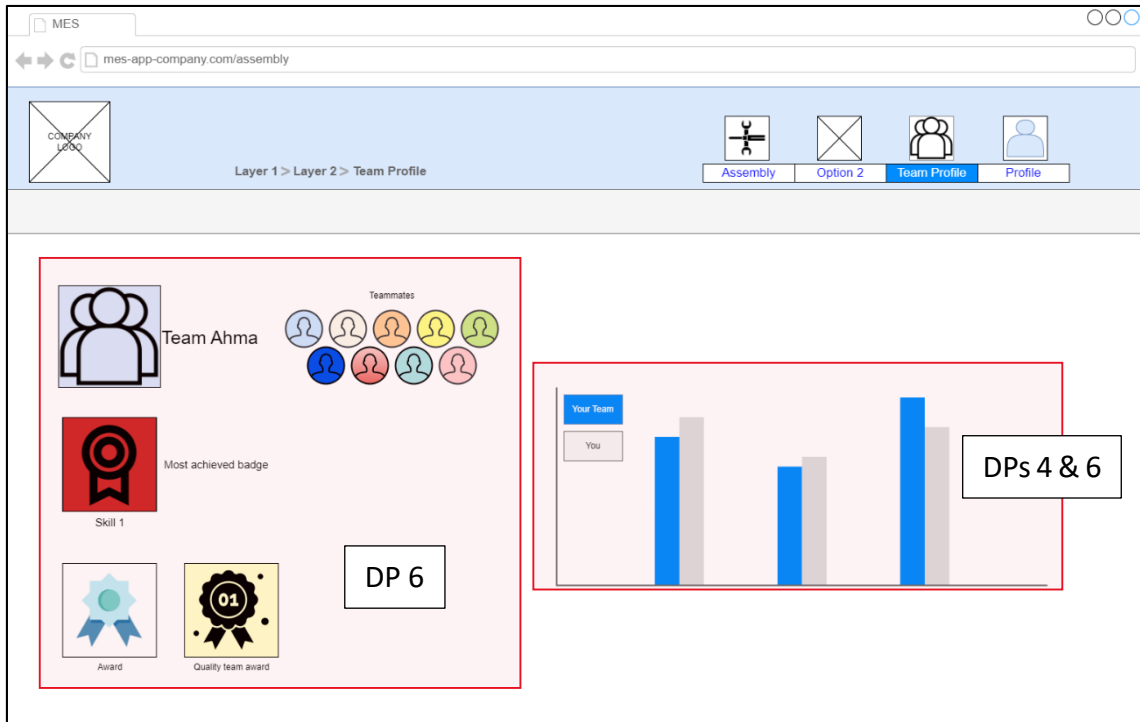 MES
mes-app-company.com/assembly
COMPANY
LOGO
Layer 1 > Layer 2 > Team Profile
Assembly
Option 2
Team Profile
Profile
Team Ahma
Teammates
Most achieved badge
Skill 1
DP 6
01
Award
Quality team award
Your Team
You
DPs 4 & 6